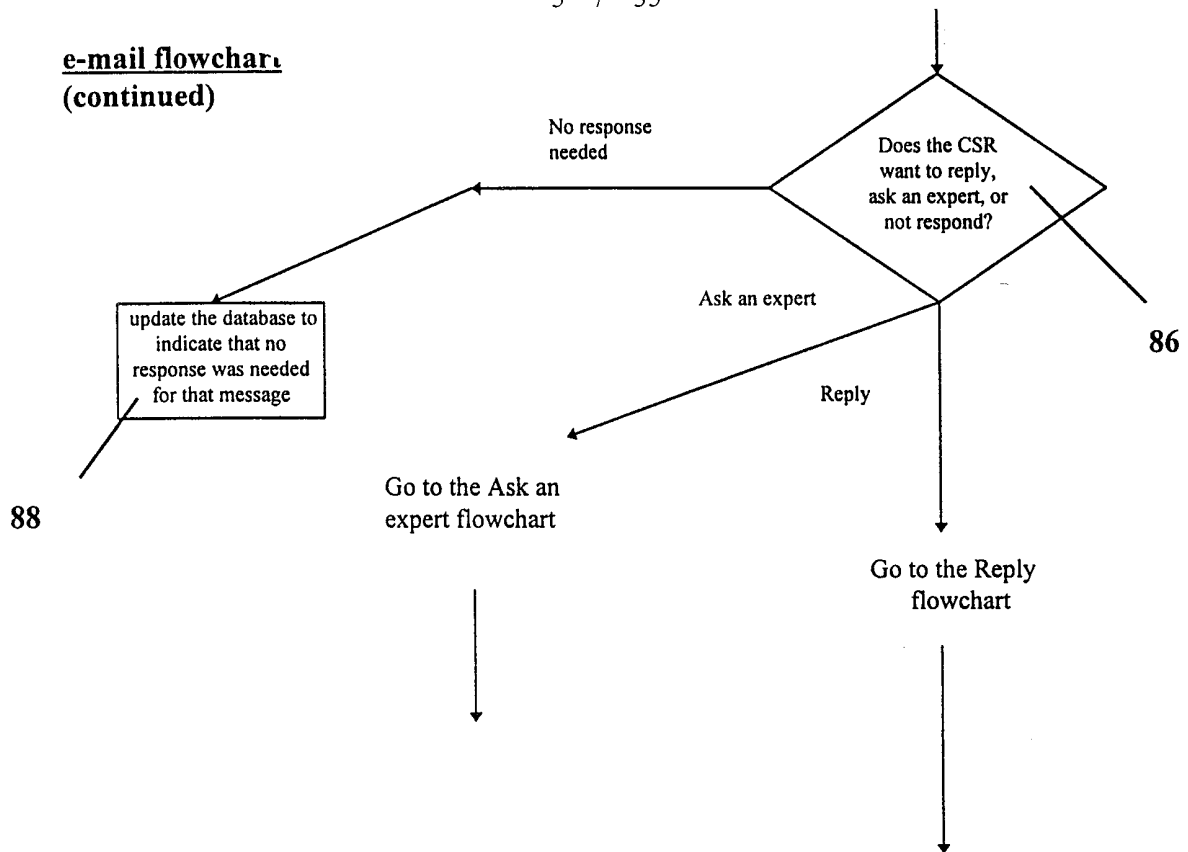 e-mail flowchart
(continued)
No response
needed
Does the CSR
want to reply,
ask an expert, or
not respond?
86
Ask an expert
update the database to
indicate that no
response was needed
for that message
88
Reply
Go to the Ask an
expert flowchart
Go to the Reply
flowchart